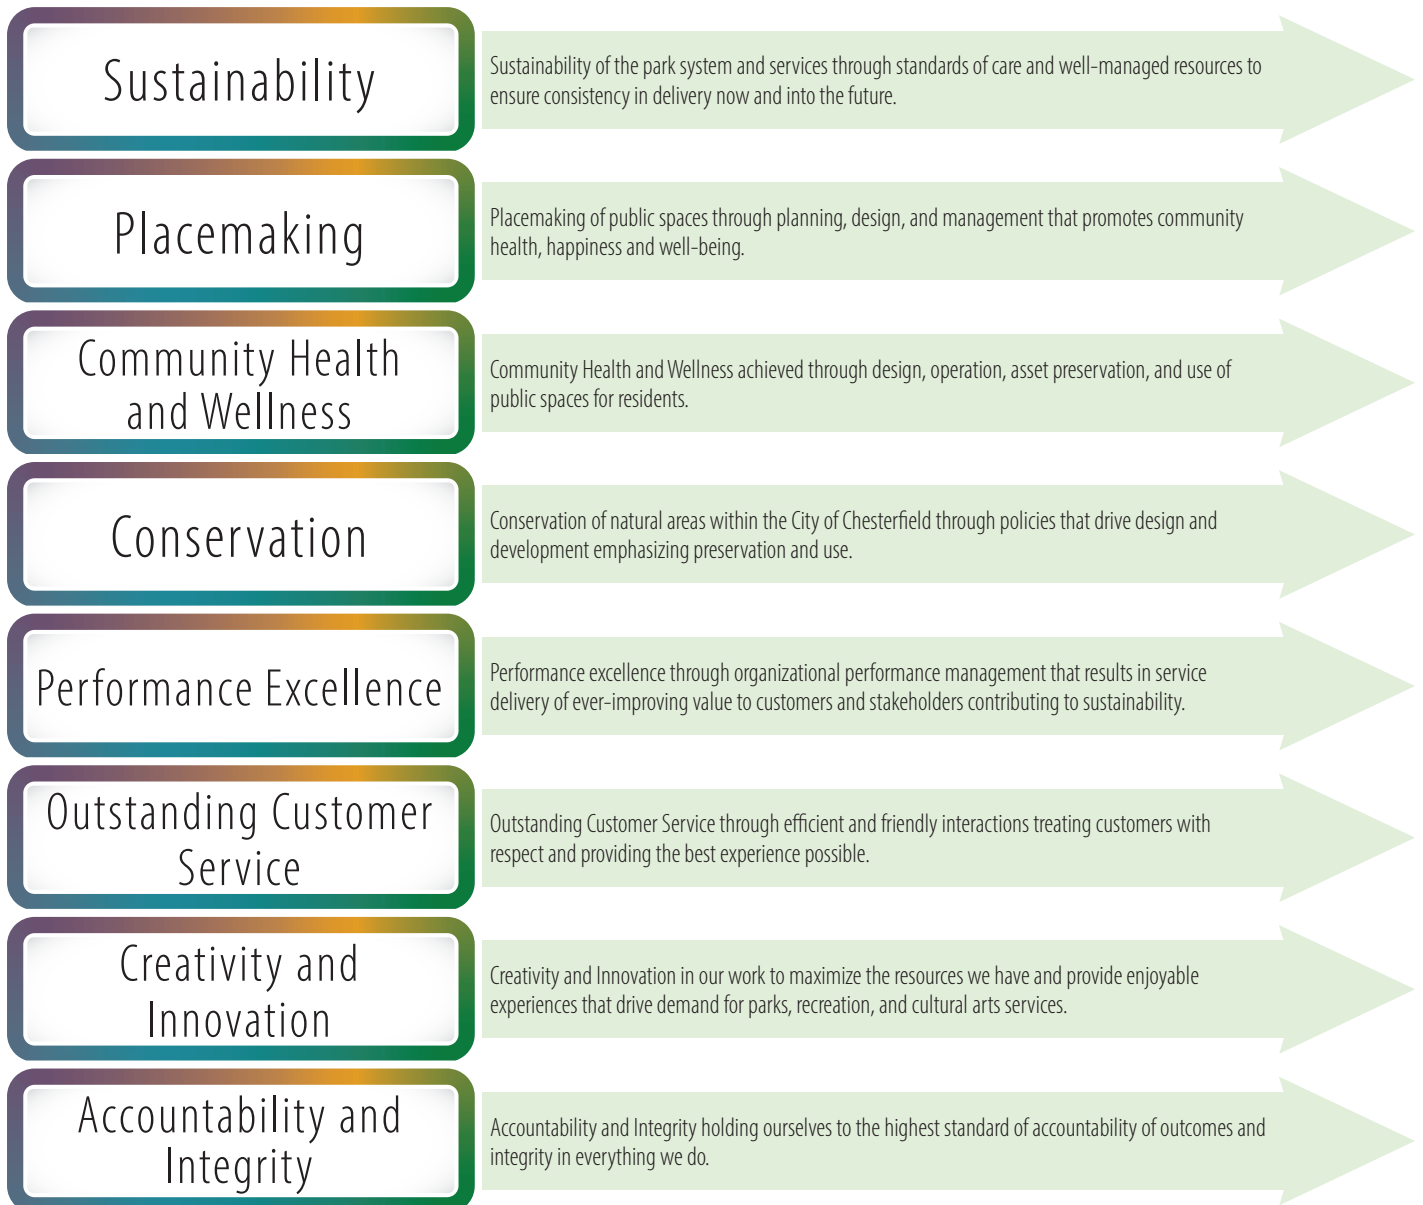 Sustainability
Sustainability of the park system and services through standards of care and well-managed resources to
ensure consistency in delivery now and into the future.
Placemaking
Placemaking of public spaces through planning, design, and management that promotes community
health, happiness and well-being.
Community Health
and Wellness
Community Health and Wellness achieved through design, operation, asset preservation, and use of
public spaces for residents.
Conservation
Conservation of natural areas within the City of Chesterfield through policies that drive design and
development emphasizing preservation and use.
Performance Excellence
Performance excellence through organizational performance management that results in service
delivery of ever-improving value to customers and stakeholders contributing to sustainability.
Outstanding Customer
Service
Outstanding Customer Service through efficient and friendly interactions treating customers with
respect and providing the best experience possible.
Creativity and
Innovation
Creativity and Innovation in our work to maximize the resources we have and provide enjoyable
experiences that drive demand for parks, recreation, and cultural arts services.
Accountability and
Integrity
Accountability and Integrity holding ourselves to the highest standard of accountability of outcomes and
integrity in everything we do.